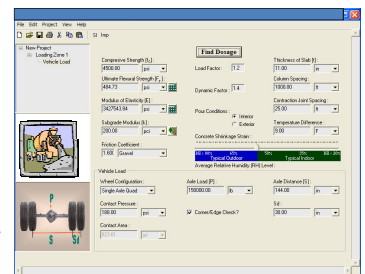 File Edit Project View Help
SI Imp
New Project
Loading Zone 1
Vehicle Load
Find Dosage
Compressive Strength (f c)
4500.00 psi
Load Factor : 1.2
Thickness of Slab (t) :
11.00 in
Ultimate Flexural Strength (F r)
484.73 psi
Dynamic Factor : 1.4
Column Spacing :
1000.00 ft
Modulus of Elasticity (E)
3427543.84 psi
Contraction Joint Spacing :
25.00 ft
Pour Conditions :
Interior
Exterior
Subgrade Modulus (k) :
200.00 pci
Temperature Difference :
8.00 F
Friction Coefficient :
1.60 Gravel
Concrete Shrinkage Strain :
Typical Outdoor Typical Indoor
Average Relative Humidity (RH) Level :
Vehicle Load
Wheel Configuration :
Single Axle Quad
Axle Load (P) :
150000.00 lb
Axle Distance (S) :
144.00 in
Contact Pressure :
188.00 psi
Corner/Edge Check?
Sd :
30.00 in
Contact Area :
P
S Sd